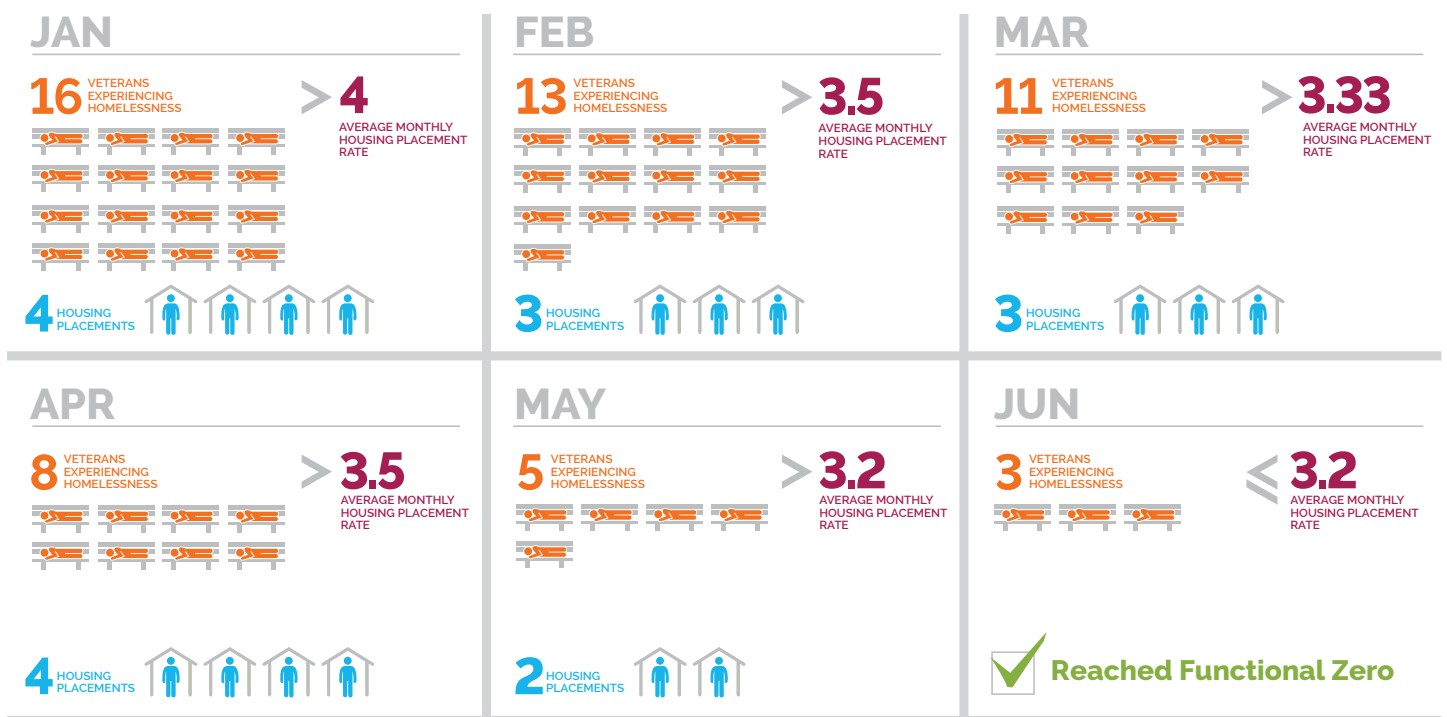 JAN
16 VETERANS
EXPERIENCING
HOMELESSNESS
> 4
AVERAGE MONTHLY
HOUSING PLACEMENT
RATE
4 HOUSING
PLACEMENTS
FEB
13 VETERANS
EXPERIENCING
HOMELESSNESS
> 3.5
AVERAGE MONTHLY
HOUSING PLACEMENT
RATE
3 HOUSING
PLACEMENTS
MAR
11 VETERANS
EXPERIENCING
HOMELESSNESS
> 3.33
AVERAGE MONTHLY
HOUSING PLACEMENT
RATE
3 HOUSING
PLACEMENTS
APR
8 VETERANS
EXPERIENCING
HOMELESSNESS
> 3.5
AVERAGE MONTHLY
HOUSING PLACEMENT
RATE
4 HOUSING
PLACEMENTS
MAY
5 VETERANS
EXPERIENCING
HOMELESSNESS
> 3.2
AVERAGE MONTHLY
HOUSING PLACEMENT
RATE
2 HOUSING
PLACEMENTS
JUN
3 VETERANS
EXPERIENCING
HOMELESSNESS
≤ 3.2
AVERAGE MONTHLY
HOUSING PLACEMENT
RATE
Reached Functional Zero